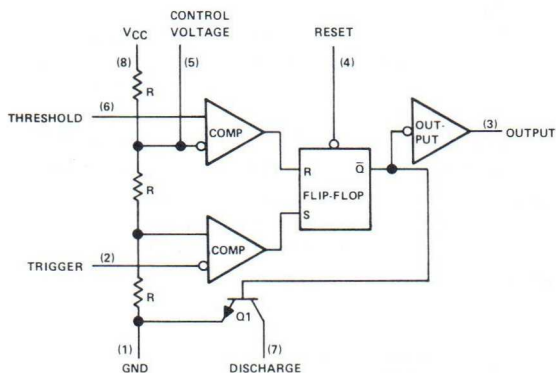 CONTROL
VOLTAGE
VCC
RESET
(8)
(5)
(4)
R
THRESHOLD
(6)
COMP
OUT-
PUT
(3)
OUTPUT
R
Q̅
FLIP-FLOP
S
R
COMP
TRIGGER
(2)
R
Q1
(1)
GND
(7)
DISCHARGE